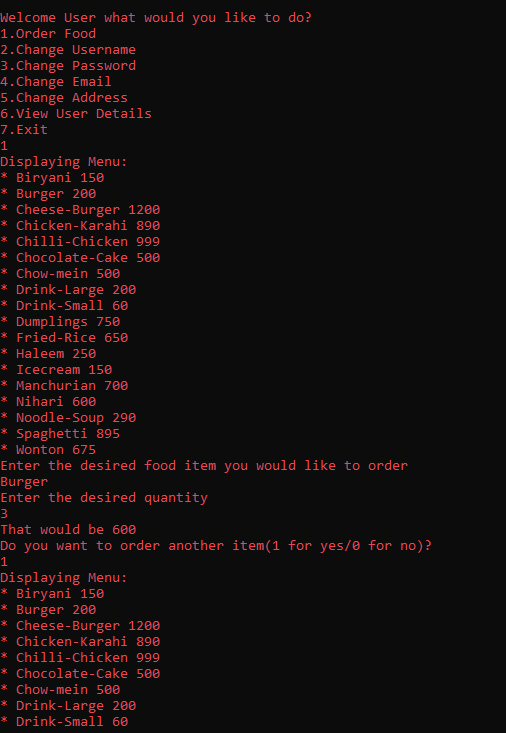 Welcome User what would you like to do?
1.Order Food
2.Change Username
3.Change Password
4.Change Email
5.Change Address
6.View User Details
7.Exit
1
Displaying Menu:
* Biryani 150
* Burger 200
* Cheese-Burger 1200
* Chicken-Karahi 890
* Chilli-Chicken 999
* Chocolate-Cake 500
* Chow-mein 500
* Drink-Large 200
* Drink-Small 60
* Dumplings 750
* Fried-Rice 650
* Haleem 250
* Icecream 150
* Manchurian 700
* Nihari 600
* Noodle-Soup 290
* Spaghetti 895
* Wonton 675
Enter the desired food item you would like to order
Burger
Enter the desired quantity
3
That would be 600
Do you want to order another item(1 for yes/0 for no)?
1
Displaying Menu:
* Biryani 150
* Burger 200
* Cheese-Burger 1200
* Chicken-Karahi 890
* Chilli-Chicken 999
* Chocolate-Cake 500
* Chow-mein 500
* Drink-Large 200
* Drink-Small 60